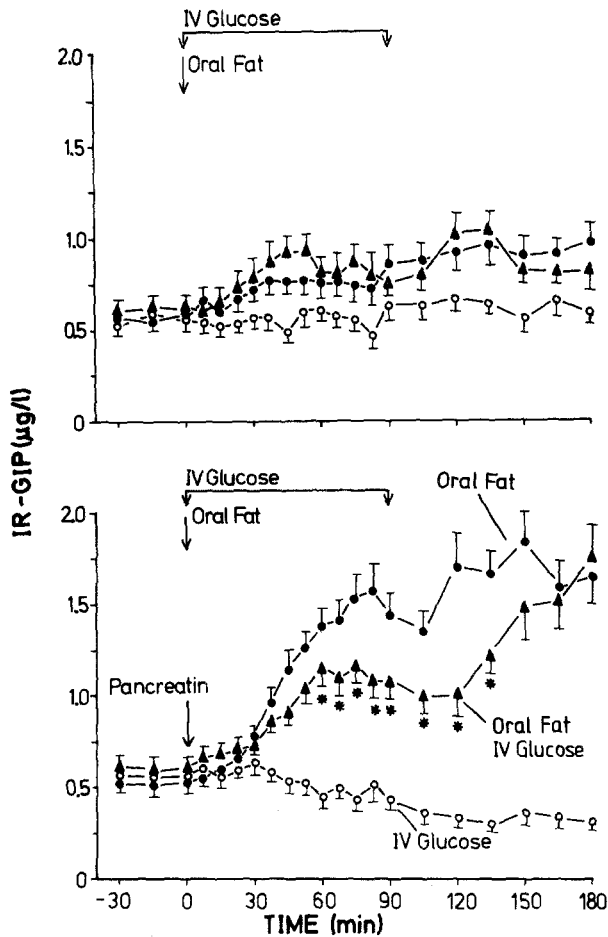 IV Glucose
Oral Fat
2.0
1.5
1.0
0.5
0
IR-GIP(µg/l)
IV Glucose
Oral Fat
Oral Fat
2.0
1.5
Pancreatin
1.0
* * * * * * * *
Oral Fat
IV Glucose
0.5
IV Glucose
0
-30 0 30 60 90 120 150 180
TIME (min)